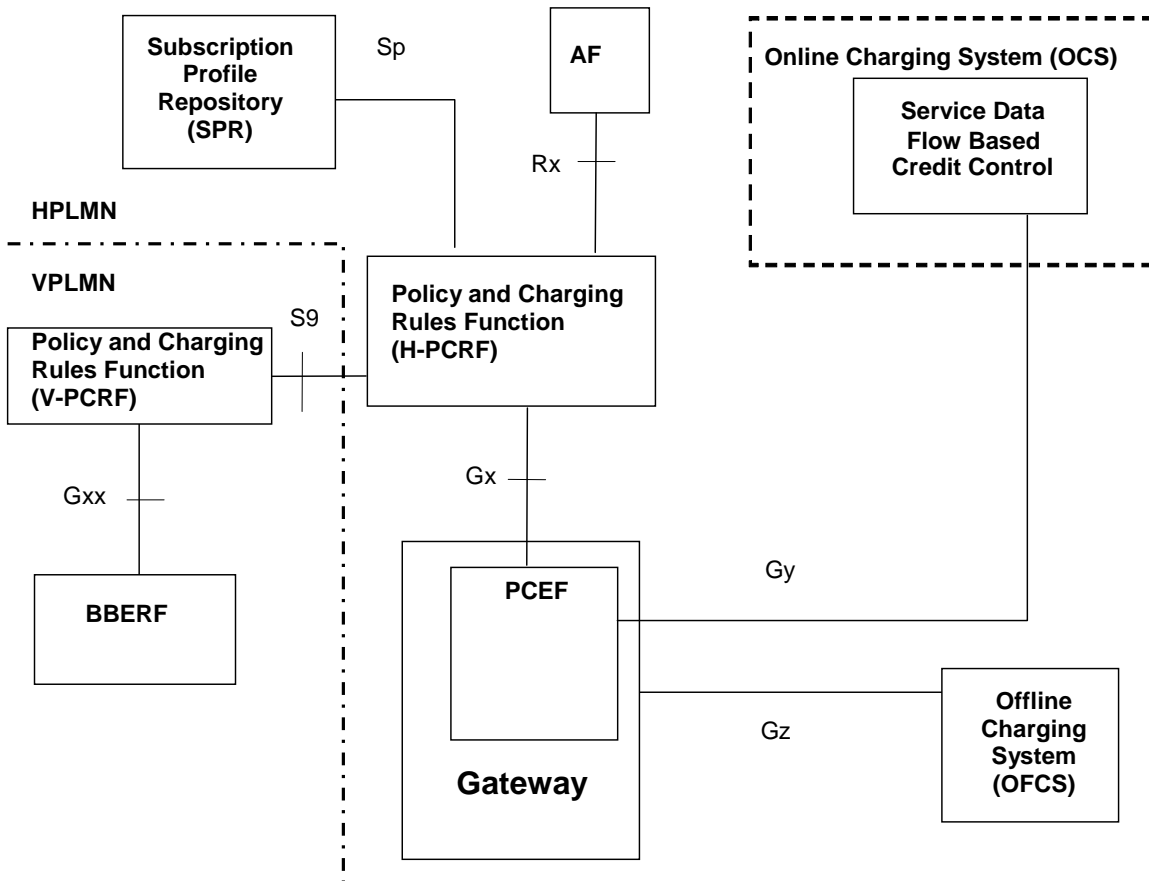 Subscription
Profile
Repository
(SPR)
Sp
AF
Online Charging System (OCS)
Service Data
Flow Based
Credit Control
Rx
HPLMN
VPLMN
Policy and Charging
Rules Function
(H-PCRF)
S9
Policy and Charging
Rules Function
(V-PCRF)
Gx
Gxx
Gy
PCEF
BBERF
Offline
Charging
System
(OFCS)
Gz
Gateway